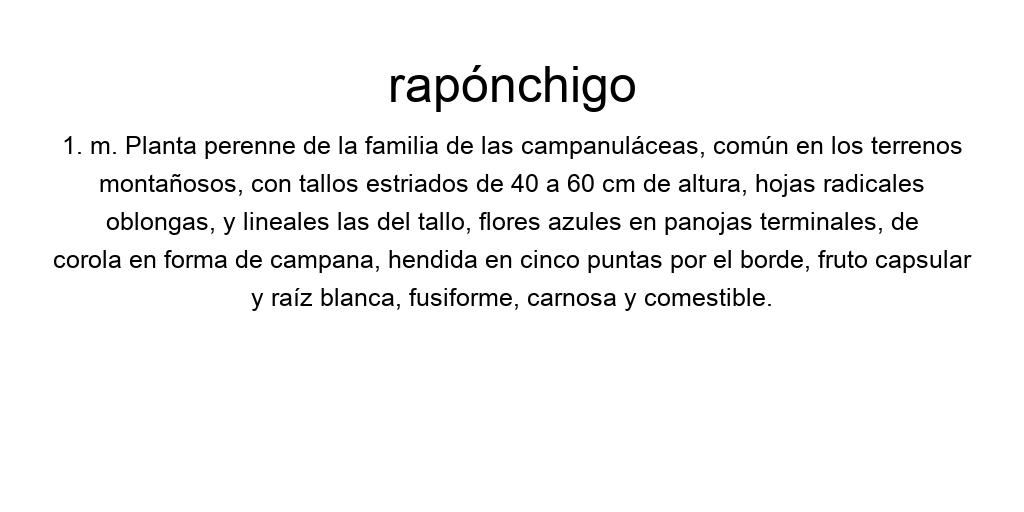 rapónchigo
1. m. Planta perenne de la familia de las campanuláceas, común en los terrenos
montañosos, con tallos estriados de 40 a 60 cm de altura, hojas radicales
oblongas, y lineales las del tallo, flores azules en panojas terminales, de
corola en forma de campana, hendida en cinco puntas por el borde, fruto capsular
y raíz blanca, fusiforme, carnosa y comestible.